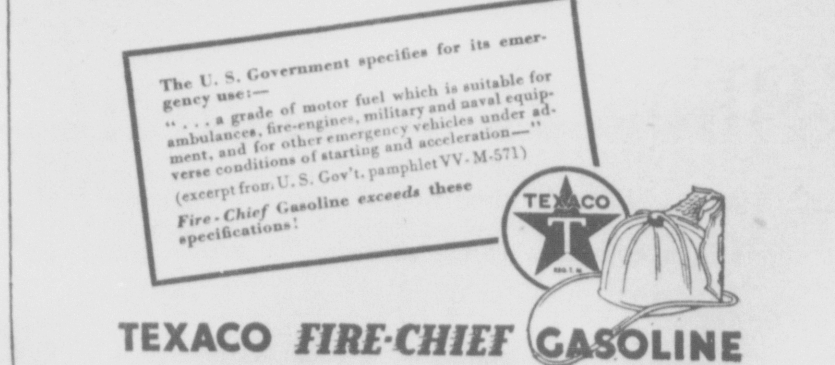 The U. S. Government specifies for its emer-
gency use:—
" . . . a grade of motor fuel which is suitable for
ambulances, fire-engines, military and naval equip-
ment, and for other emergency vehicles under ad-
verse conditions of starting and acceleration—"
(excerpt from U. S. Gov't. pamphlet VV- M-571)
Fire-Chief Gasoline exceeds these
specifications!
TEXACO
T
REG. T. M.
TEXACO FIRE-CHIEF GASOLINE